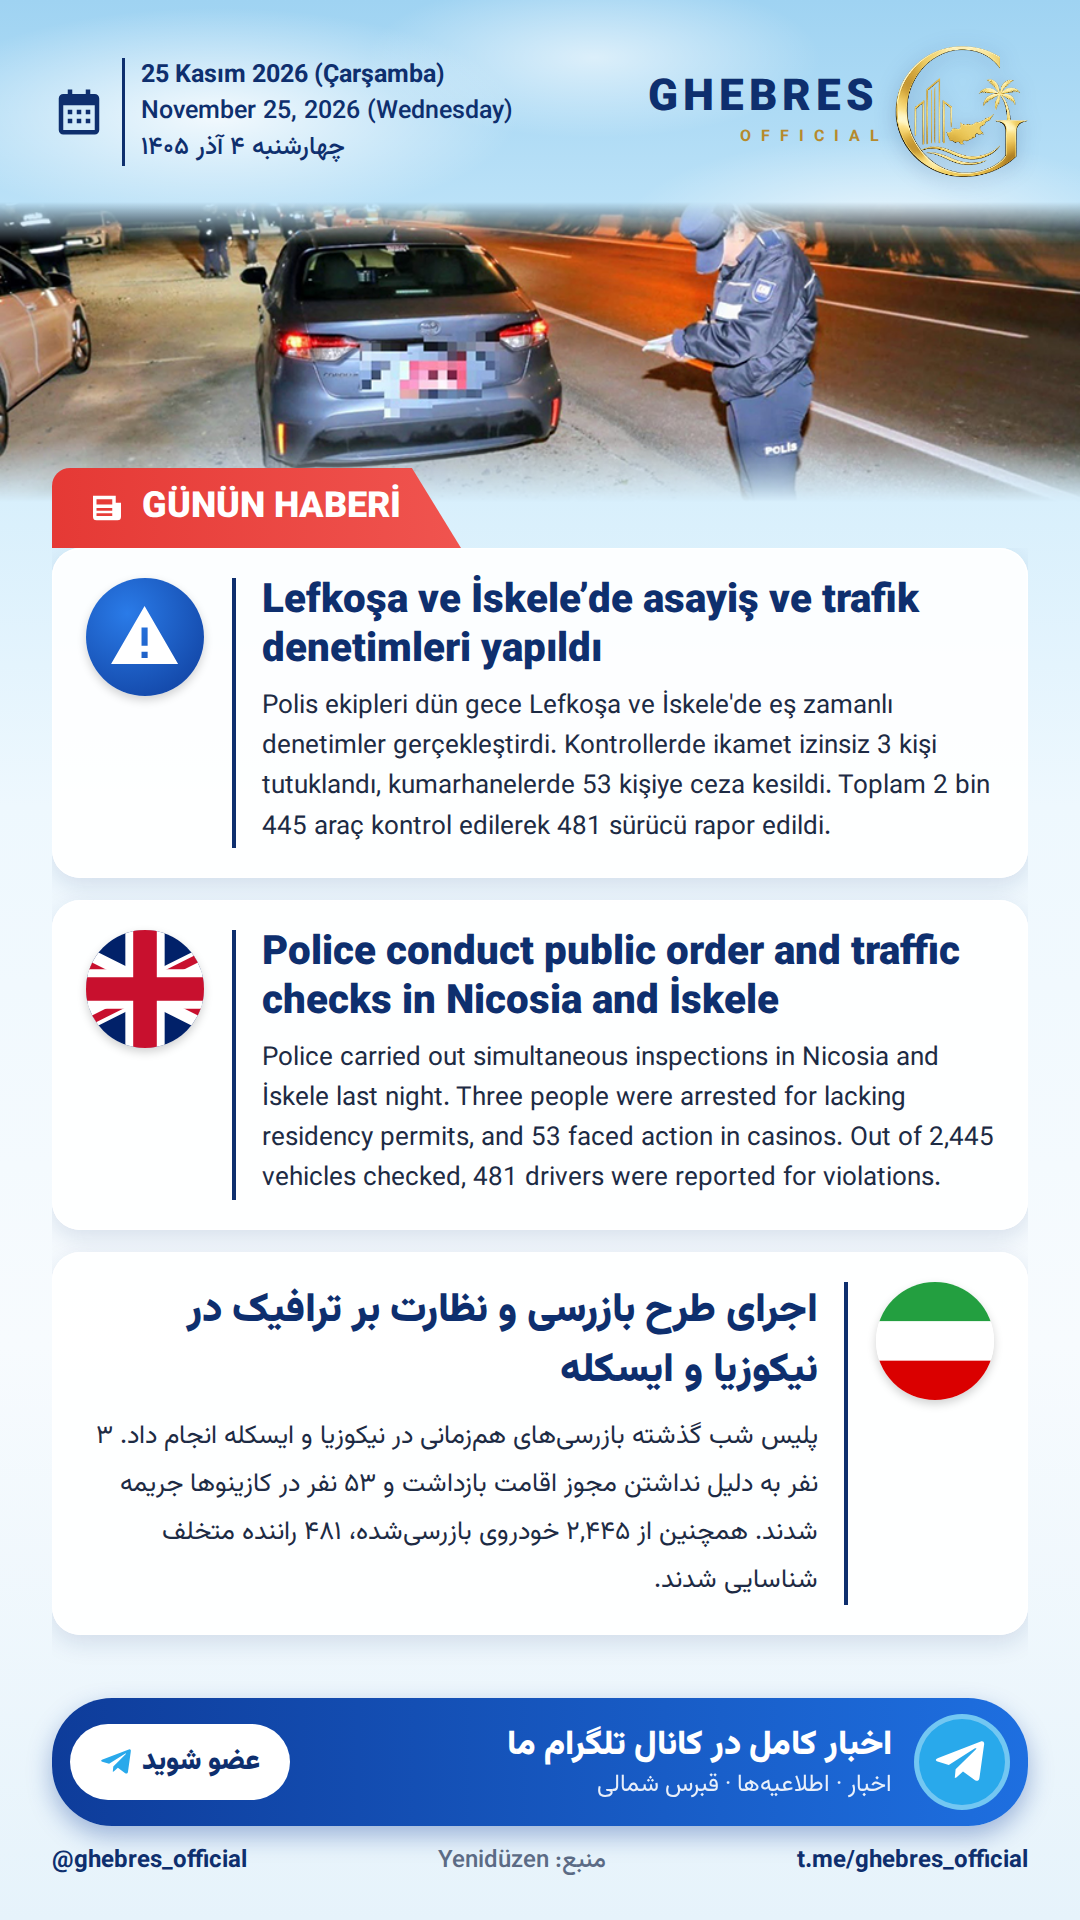 25 Kasım 2026 (Çarşamba)
November 25, 2026 (Wednesday)
چهارشنبه ۴ آذر ۱۴۰۵
GHEBRES
OFFICIAL
POLİS
GÜNÜN HABERİ
Lefkoşa ve İskele’de asayiş ve trafik
denetimleri yapıldı
Polis ekipleri dün gece Lefkoşa ve İskele'de eş zamanlı
denetimler gerçekleştirdi. Kontrollerde ikamet izinsiz 3 kişi
tutuklandı, kumarhanelerde 53 kişiye ceza kesildi. Toplam 2 bin
445 araç kontrol edilerek 481 sürücü rapor edildi.
Police conduct public order and traffic
checks in Nicosia and İskele
Police carried out simultaneous inspections in Nicosia and
İskele last night. Three people were arrested for lacking
residency permits, and 53 faced action in casinos. Out of 2,445
vehicles checked, 481 drivers were reported for violations.
اجرای طرح بازرسی و نظارت بر ترافیک در
نیکوزیا و ایسکله
پلیس شب گذشته بازرسی‌های هم‌زمانی در نیکوزیا و ایسکله انجام داد. ۳
نفر به دلیل نداشتن مجوز اقامت بازداشت و ۵۳ نفر در کازینوها جریمه
شدند. همچنین از ۲,۴۴۵ خودروی بازرسی‌شده، ۴۸۱ راننده متخلف
شناسایی شدند.
اخبار کامل در کانال تلگرام ما
اخبار · اطلاعیه‌ها · قبرس شمالی
عضو شوید
@ghebres_official
منبع: Yenidüzen
t.me/ghebres_official